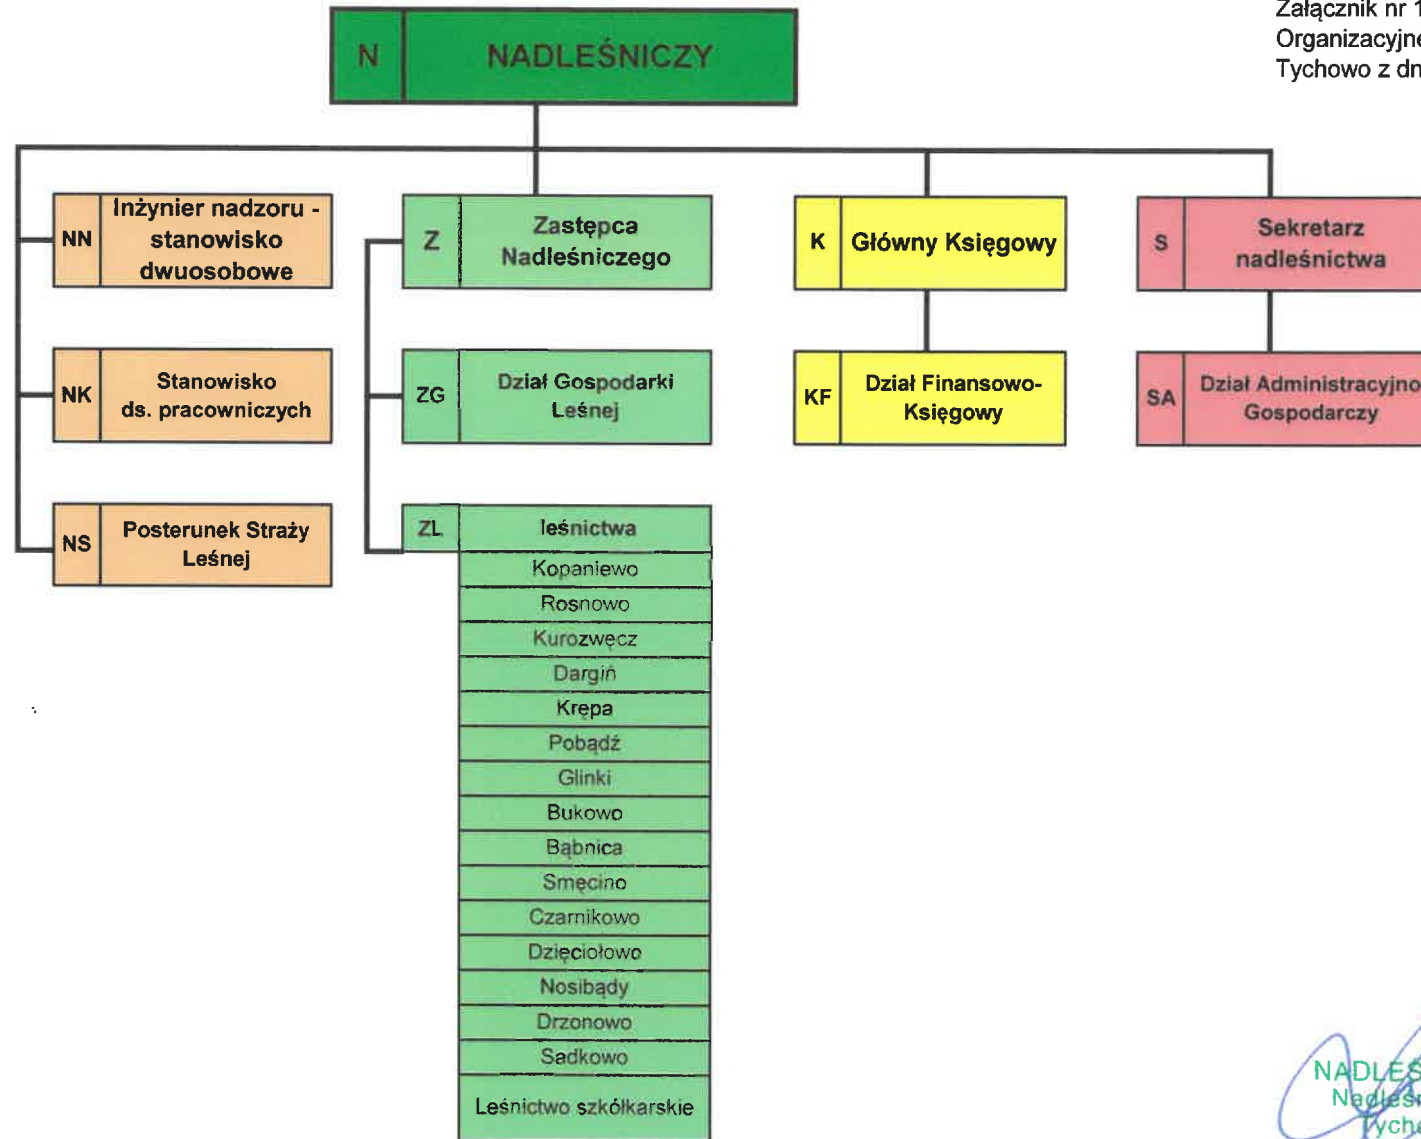 Załącznik nr 1
Organizacyjne
Tychowo z dn
N NADLEŚNICZY
NN Inżynier nadzoru -
stanowisko
dwuosobowe
Z Zastępca
Nadleśniczego
K Główny Księgowy
S Sekretarz
nadleśnictwa
NK Stanowisko
ds. pracowniczych
ZG Dział Gospodarki
Leśnej
KF Dział Finansowo-
Księgowy
SA Dział Administracyjno
Gospodarczy
NS Posterunek Straży
Leśnej
ZL leśnictwa
Kopaniewo
Rosnowo
Kurozwęcz
Dargiń
Krępa
Pobądź
Glinki
Bukowo
Bąbnica
Smęcino
Czarnikowo
Dzięciołowo
Nosibądy
Drzonowo
Sadkowo
Leśnictwo szkółkarskie